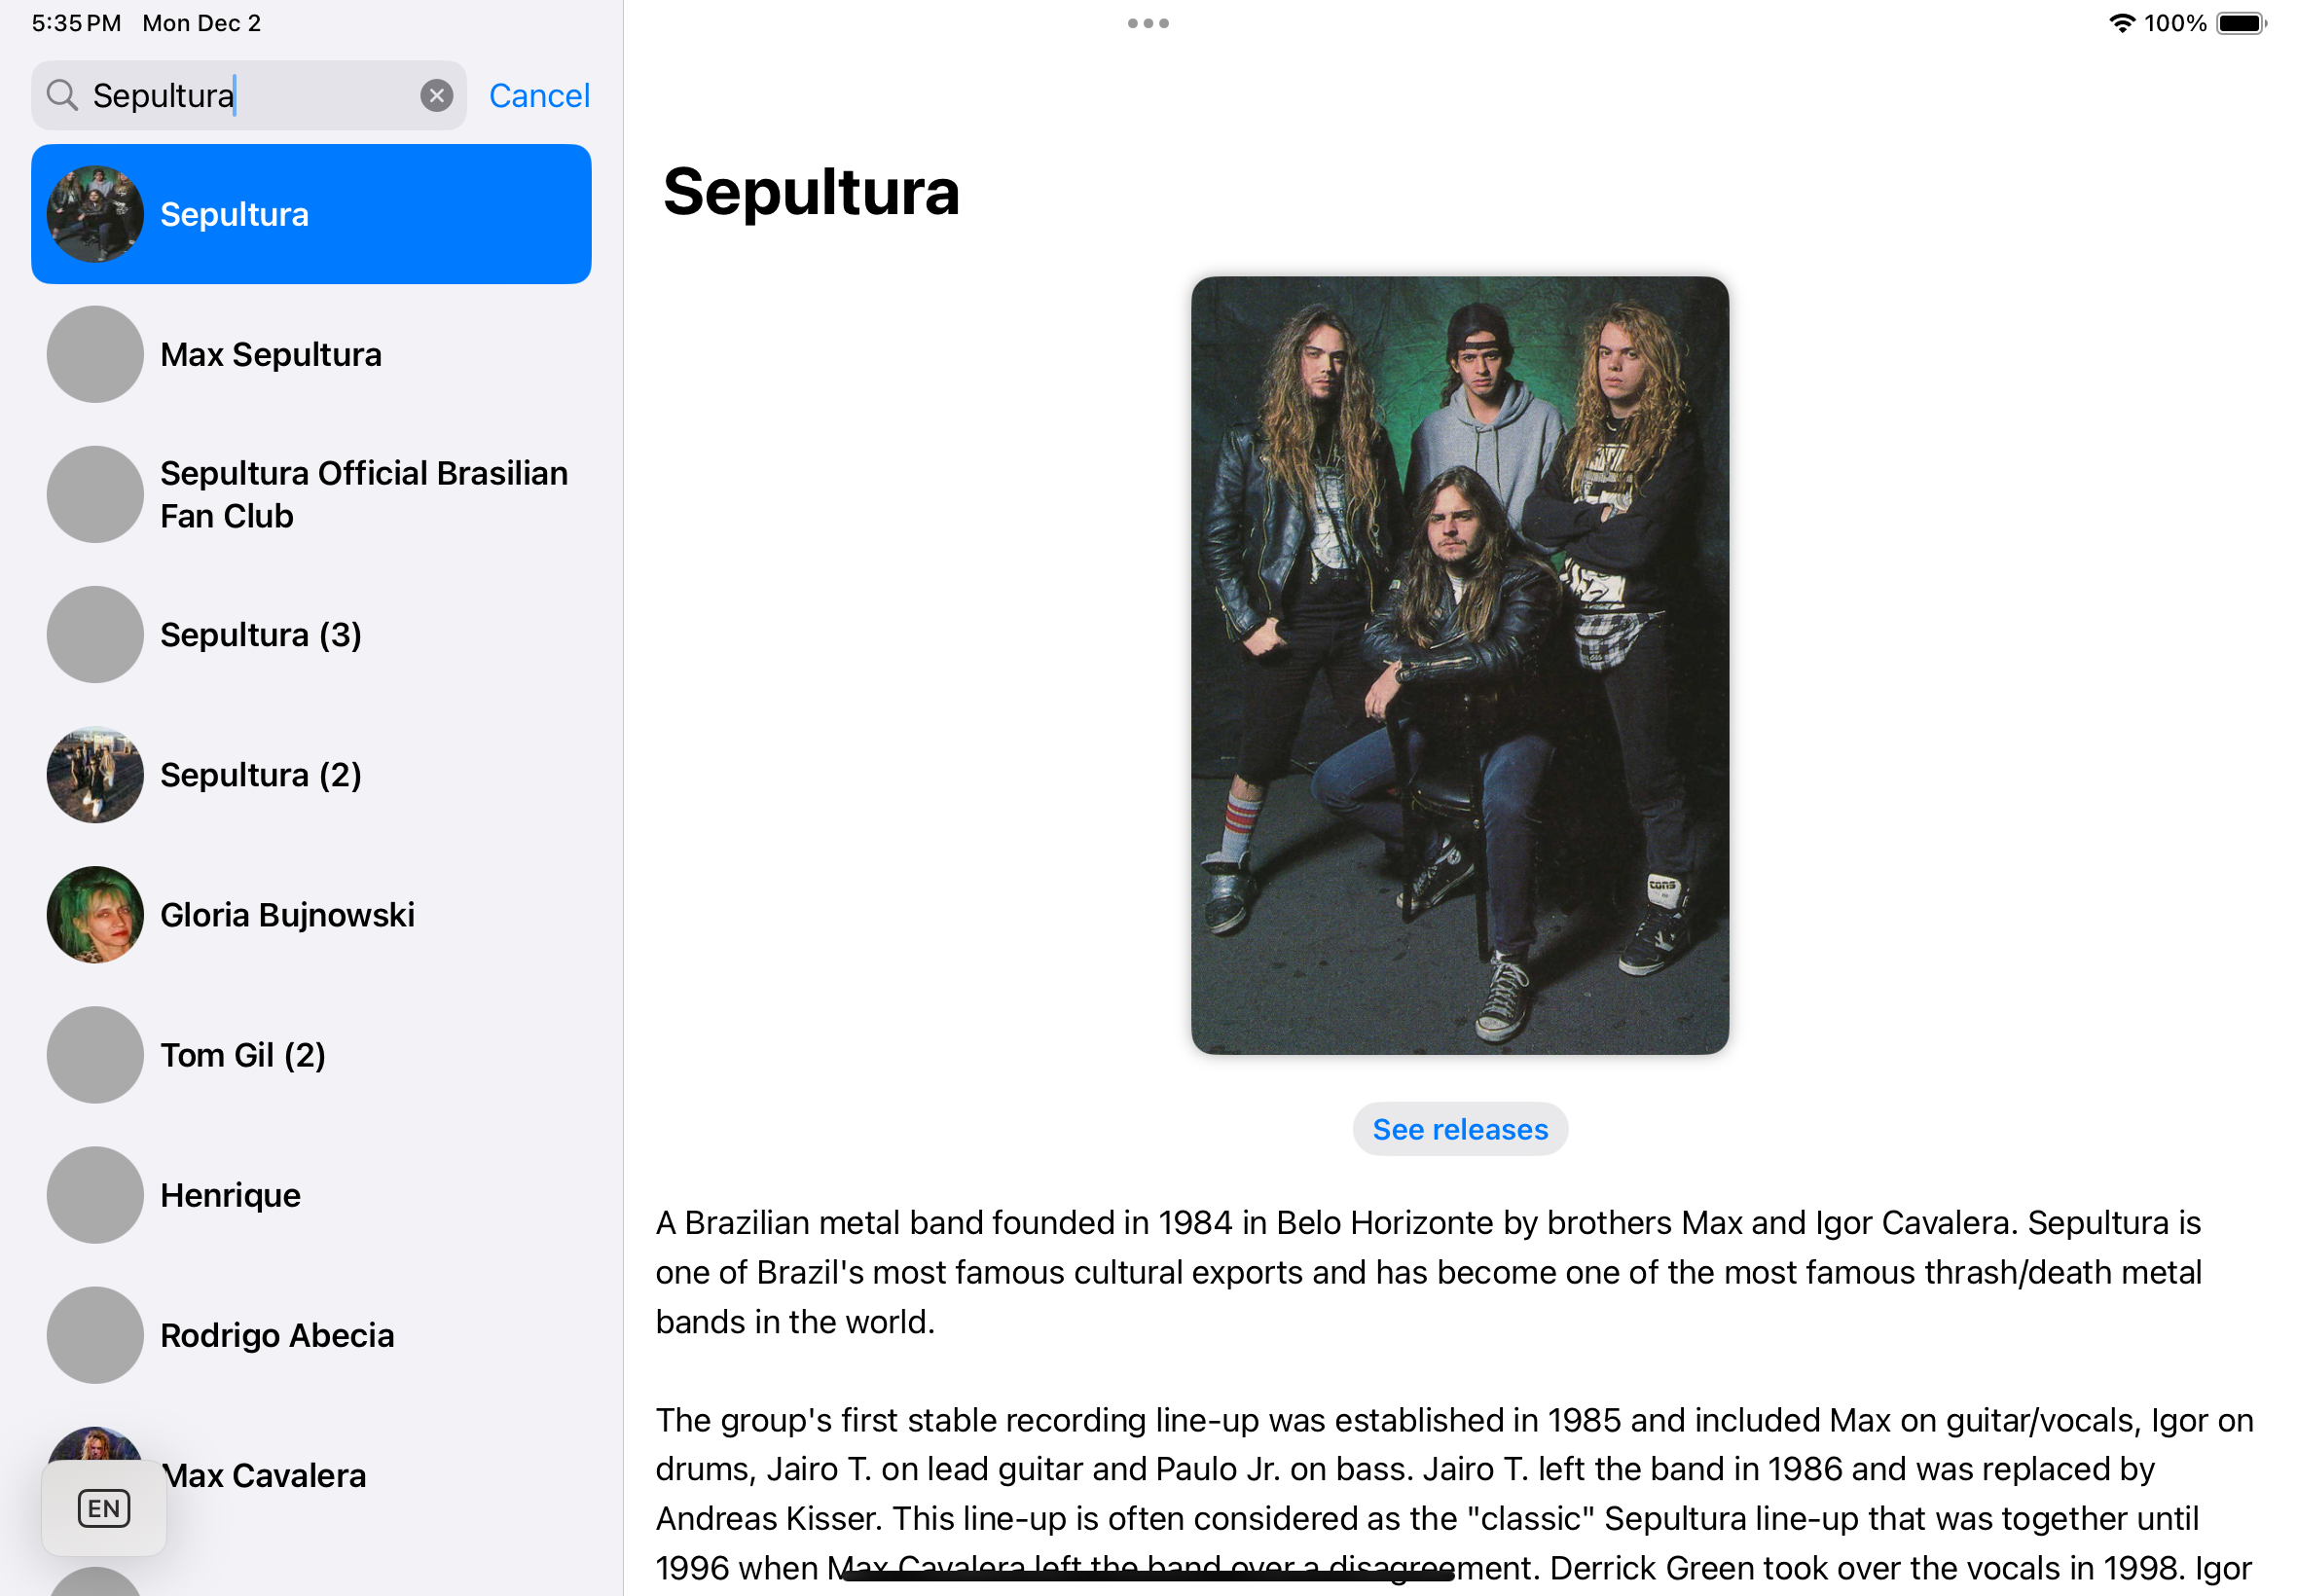 5:35 PM Mon Dec 2
100%
Sepultura
Cancel
Sepultura
Max Sepultura
Sepultura Official Brasilian
Fan Club
Sepultura (3)
Sepultura (2)
Gloria Bujnowski
Tom Gil (2)
Henrique
Rodrigo Abecia
Max Cavalera
EN
Sepultura
CONS
See releases
A Brazilian metal band founded in 1984 in Belo Horizonte by brothers Max and Igor Cavalera. Sepultura is
one of Brazil's most famous cultural exports and has become one of the most famous thrash/death metal
bands in the world.
The group's first stable recording line-up was established in 1985 and included Max on guitar/vocals, Igor on
drums, Jairo T. on lead guitar and Paulo Jr. on bass. Jairo T. left the band in 1986 and was replaced by
Andreas Kisser. This line-up is often considered as the "classic" Sepultura line-up that was together until
1996 when Max Cavalera left the band over a disagreement. Derrick Green took over the vocals in 1998. Igor